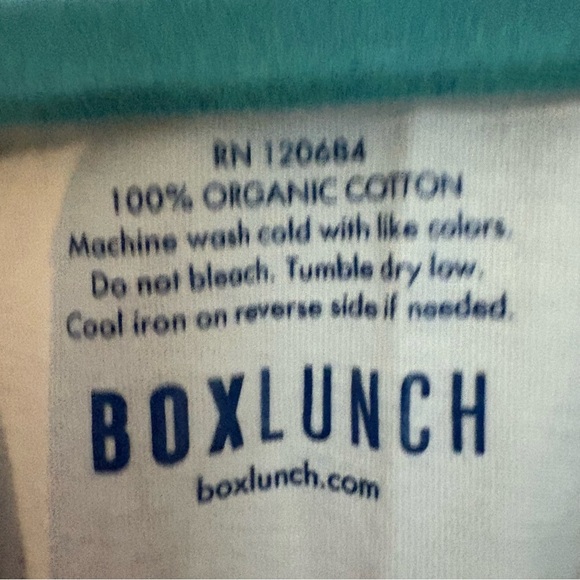 RN 120684
100% ORGANIC COTTON
Machine wash cold with like colors.
Do not bleach. Tumble dry low.
Cool iron on reverse side if needed.
BOXLUNCH
boxlunch.com